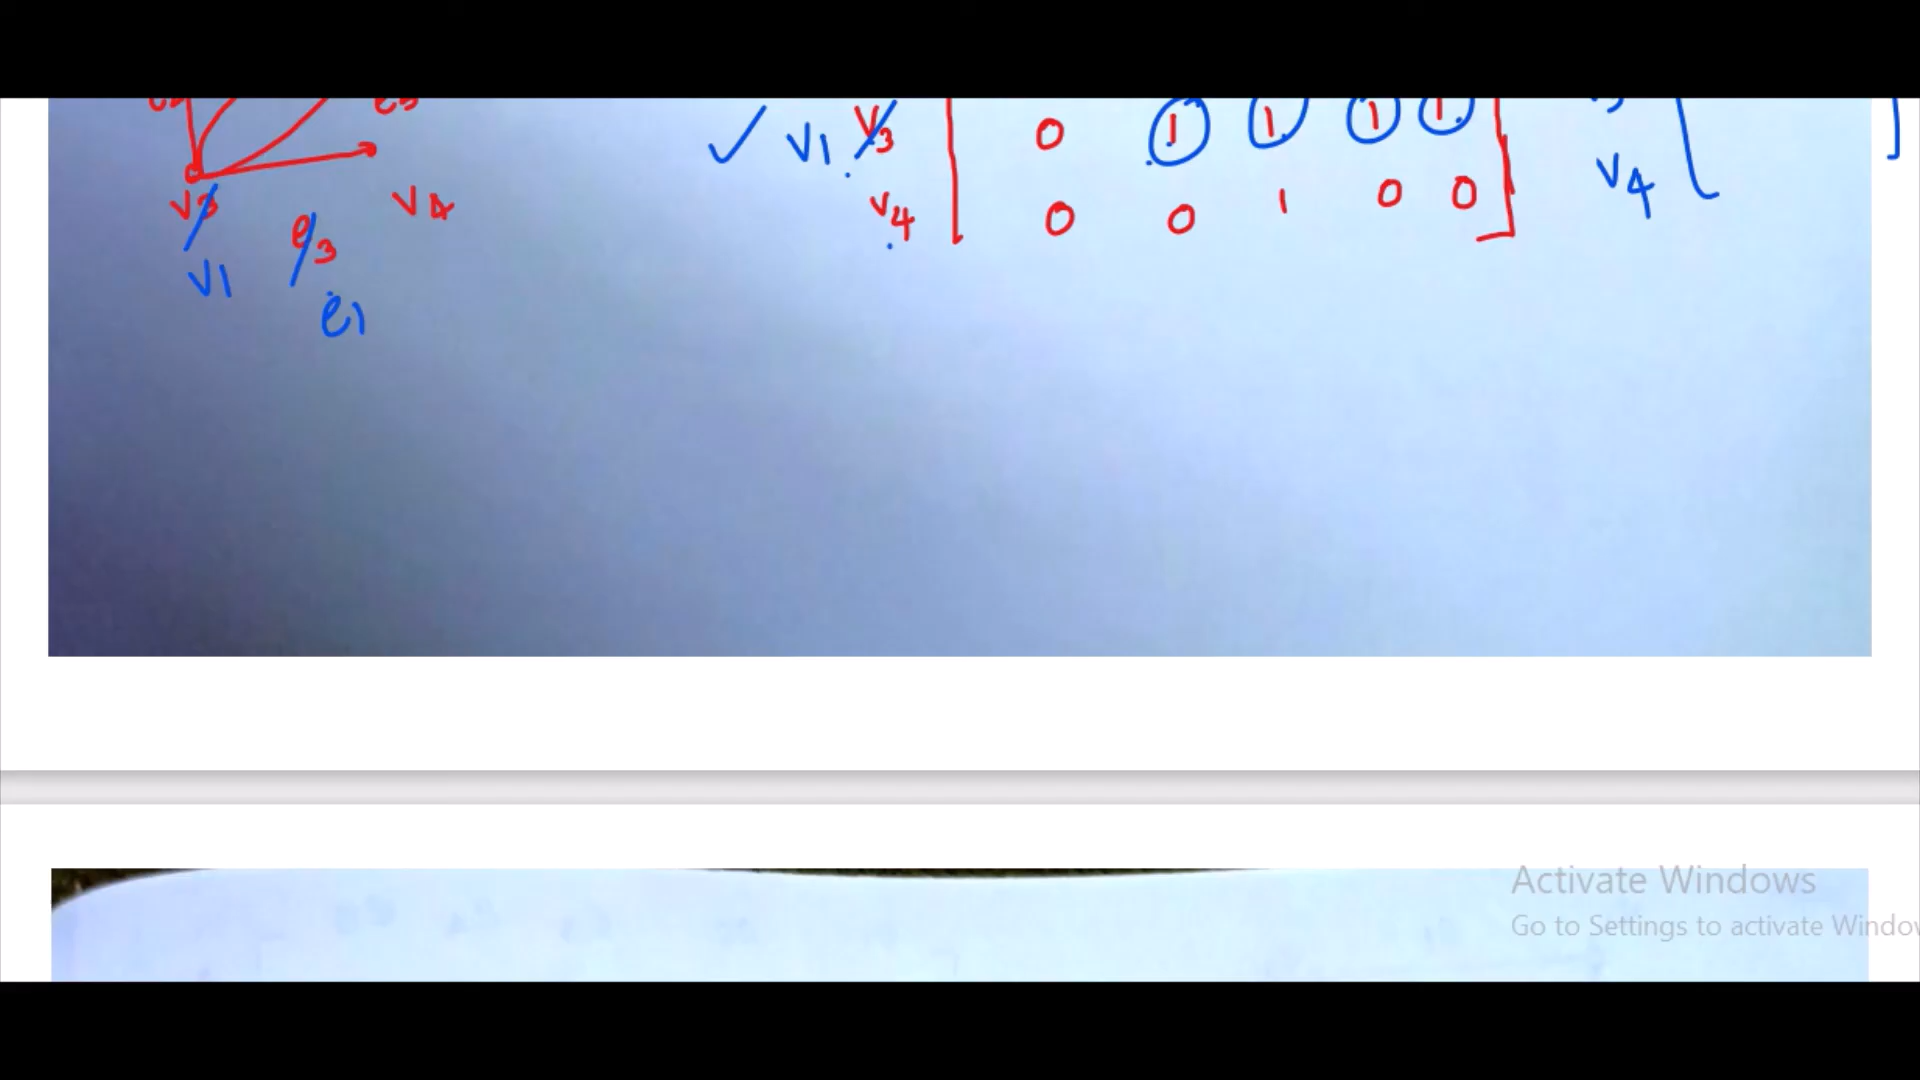 e3
✓ V1 V3 0 1 1 1 1
V3 V4 V4 0 0 1 0 0 V4
e3
V1
e1
Activate Windows
Go to Settings to activate Windo